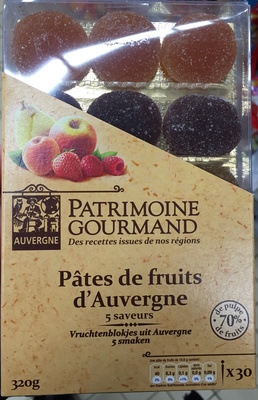 AUVERGNE
PATRIMOINE
GOURMAND
Des recettes issues de nos régions
Pâtes de fruits
d'Auvergne
5 saveurs
Vruchtenblokjes uit Auvergne
5 smaken
de pulpe
70%
de fruits
320g
x30